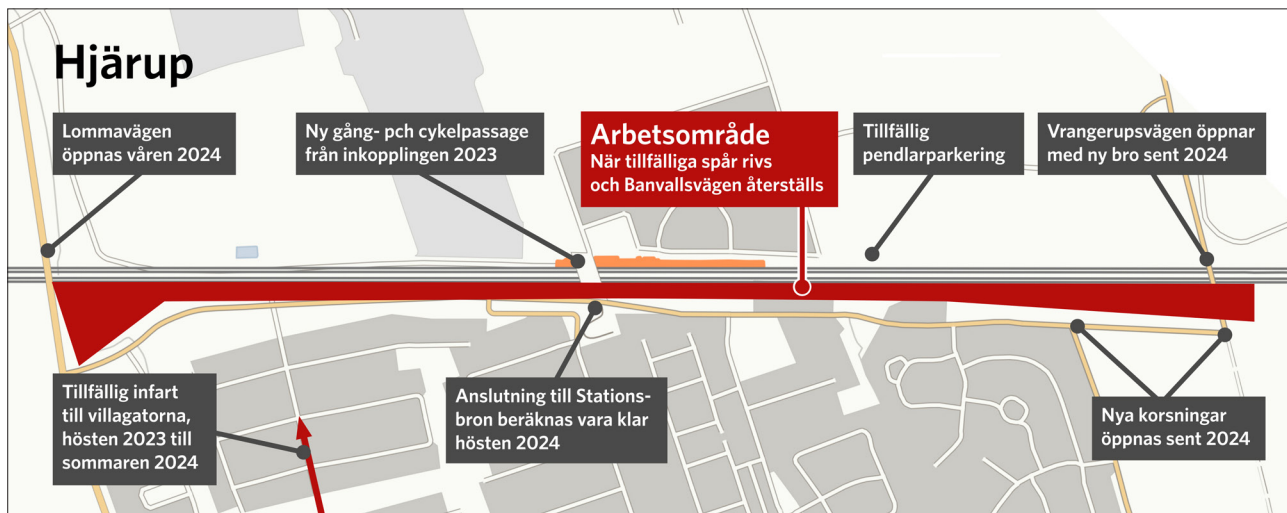 Hjärup
Lommavägen
öppnas våren 2024
Ny gång- pch cykelpassage
från inkopplingen 2023
Arbetsområde
När tillfälliga spår rivs
och Banvallsvägen återställs
Tillfällig
pendlarparkering
Vrangerupsvägen öppnar
med ny bro sent 2024
Tillfällig infart
till villagatorna,
hösten 2023 till
sommaren 2024
Anslutning till Stations-
bron beräknas vara klar
hösten 2024
Nya korsningar
öppnas sent 2024